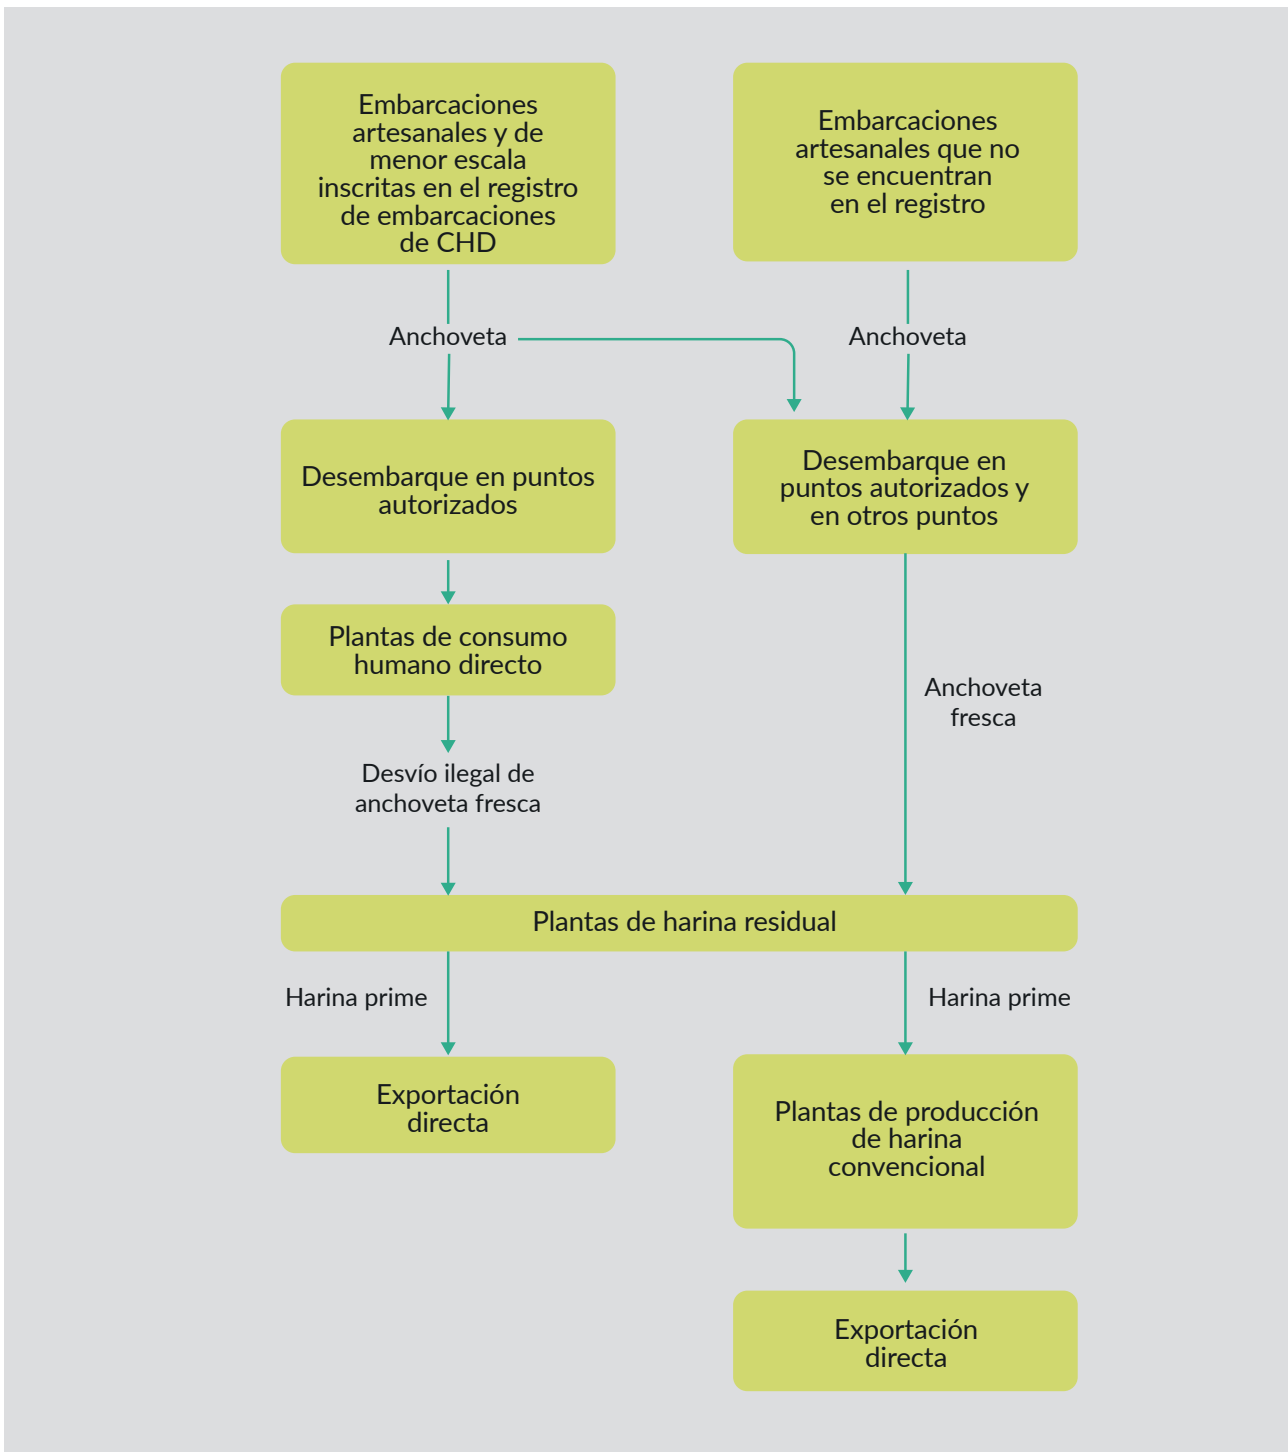 Embarcaciones
artesanales y de
menor escala
inscritas en el registro
de embarcaciones
de CHD
Embarcaciones
artesanales que no
se encuentran
en el registro
Anchoveta
Anchoveta
Desembarque en puntos
autorizados
Desembarque en
puntos autorizados y
en otros puntos
Plantas de consumo
humano directo
Anchoveta
fresca
Desvío ilegal de
anchoveta fresca
Plantas de harina residual
Harina prime
Harina prime
Exportación
directa
Plantas de producción
de harina
convencional
Exportación
directa